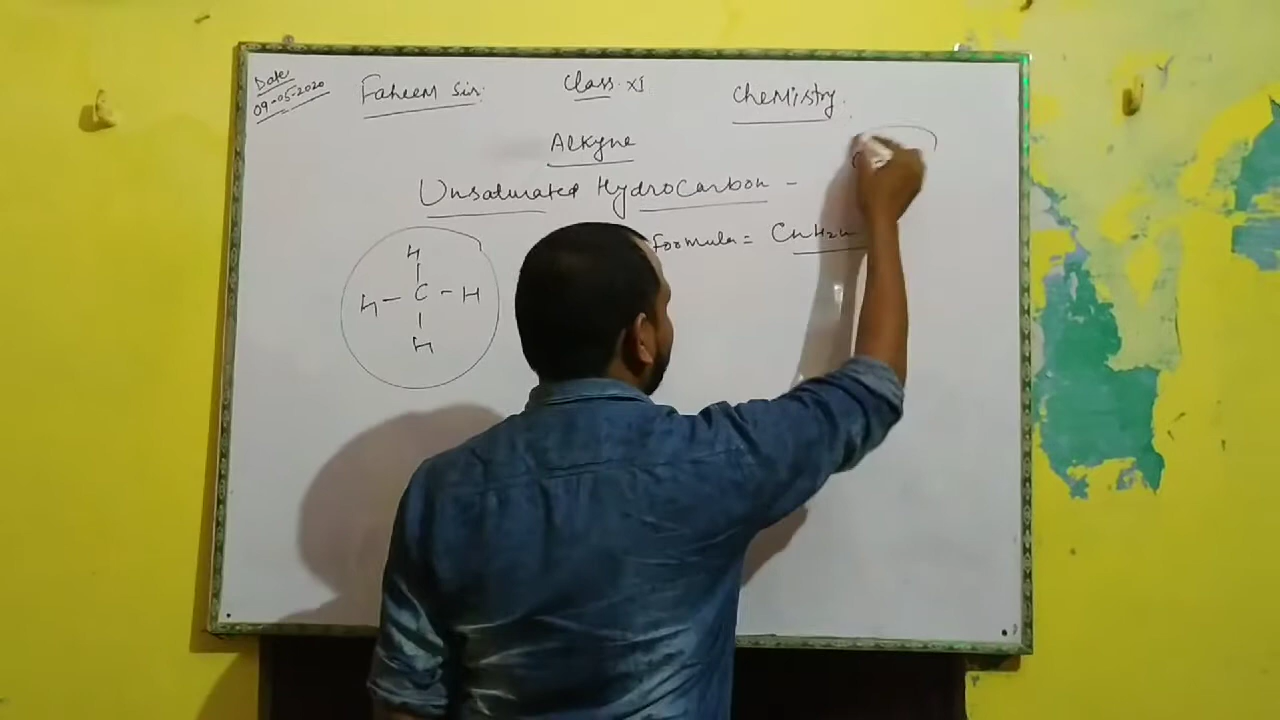 Date
09-05-2020
Faheem Sir.
Class. XI
Chemistry.
Alkyne
Unsaturated Hydrocarbon -
formula = CnH2n
H
H - C - H
H